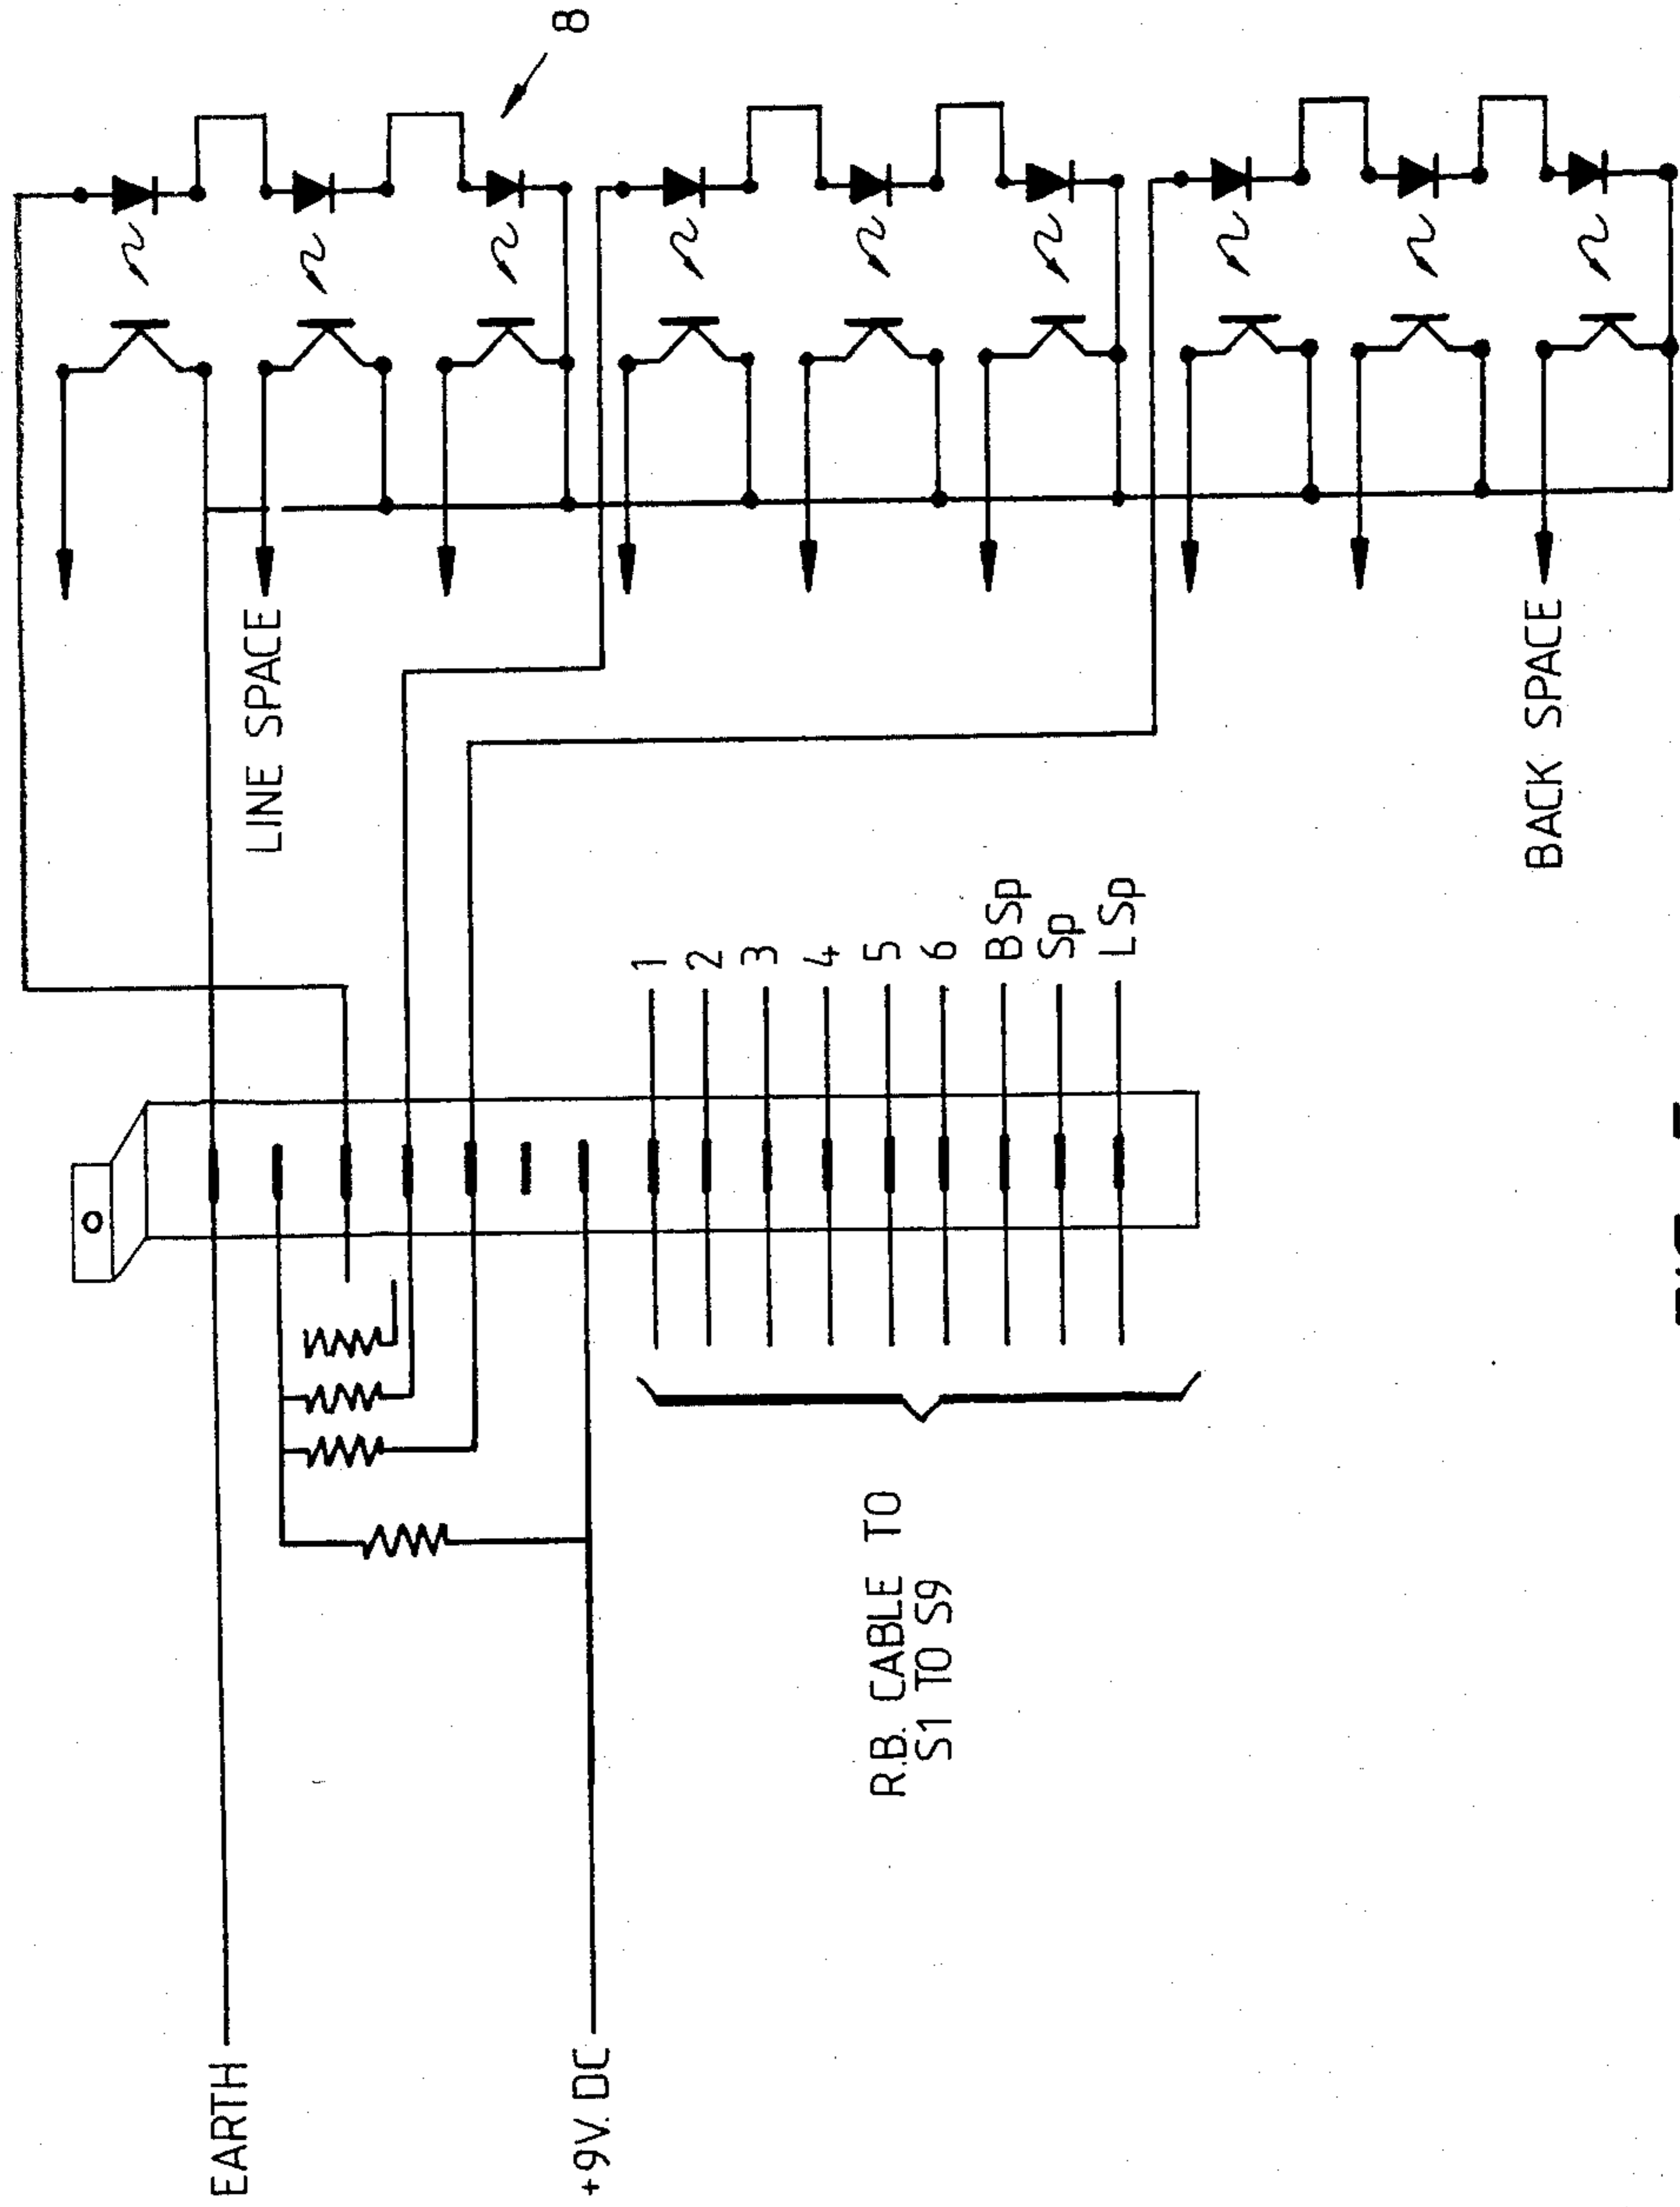 8
LINE SPACE
BACK SPACE
1
2
3
4
5
6
B Sp
Sp
L Sp
R.B. CABLE TO
S1 TO S9
EARTH
+9V. DC